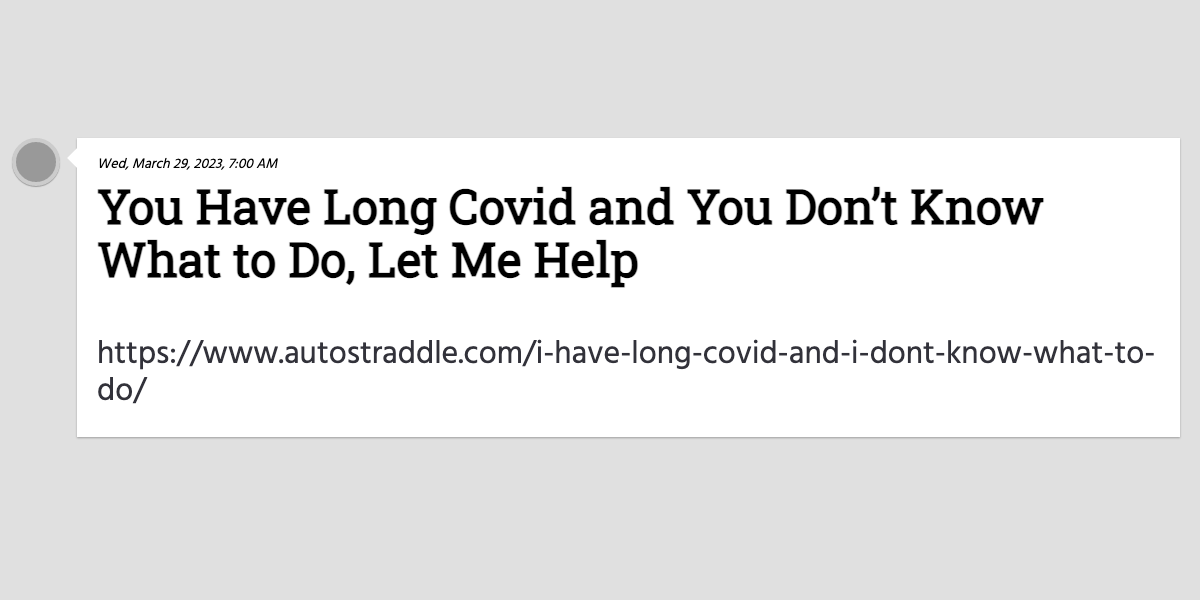 Wed, March 29, 2023, 7:00 AM
You Have Long Covid and You Don’t Know
What to Do, Let Me Help
https://www.autostraddle.com/i-have-long-covid-and-i-dont-know-what-to-
do/